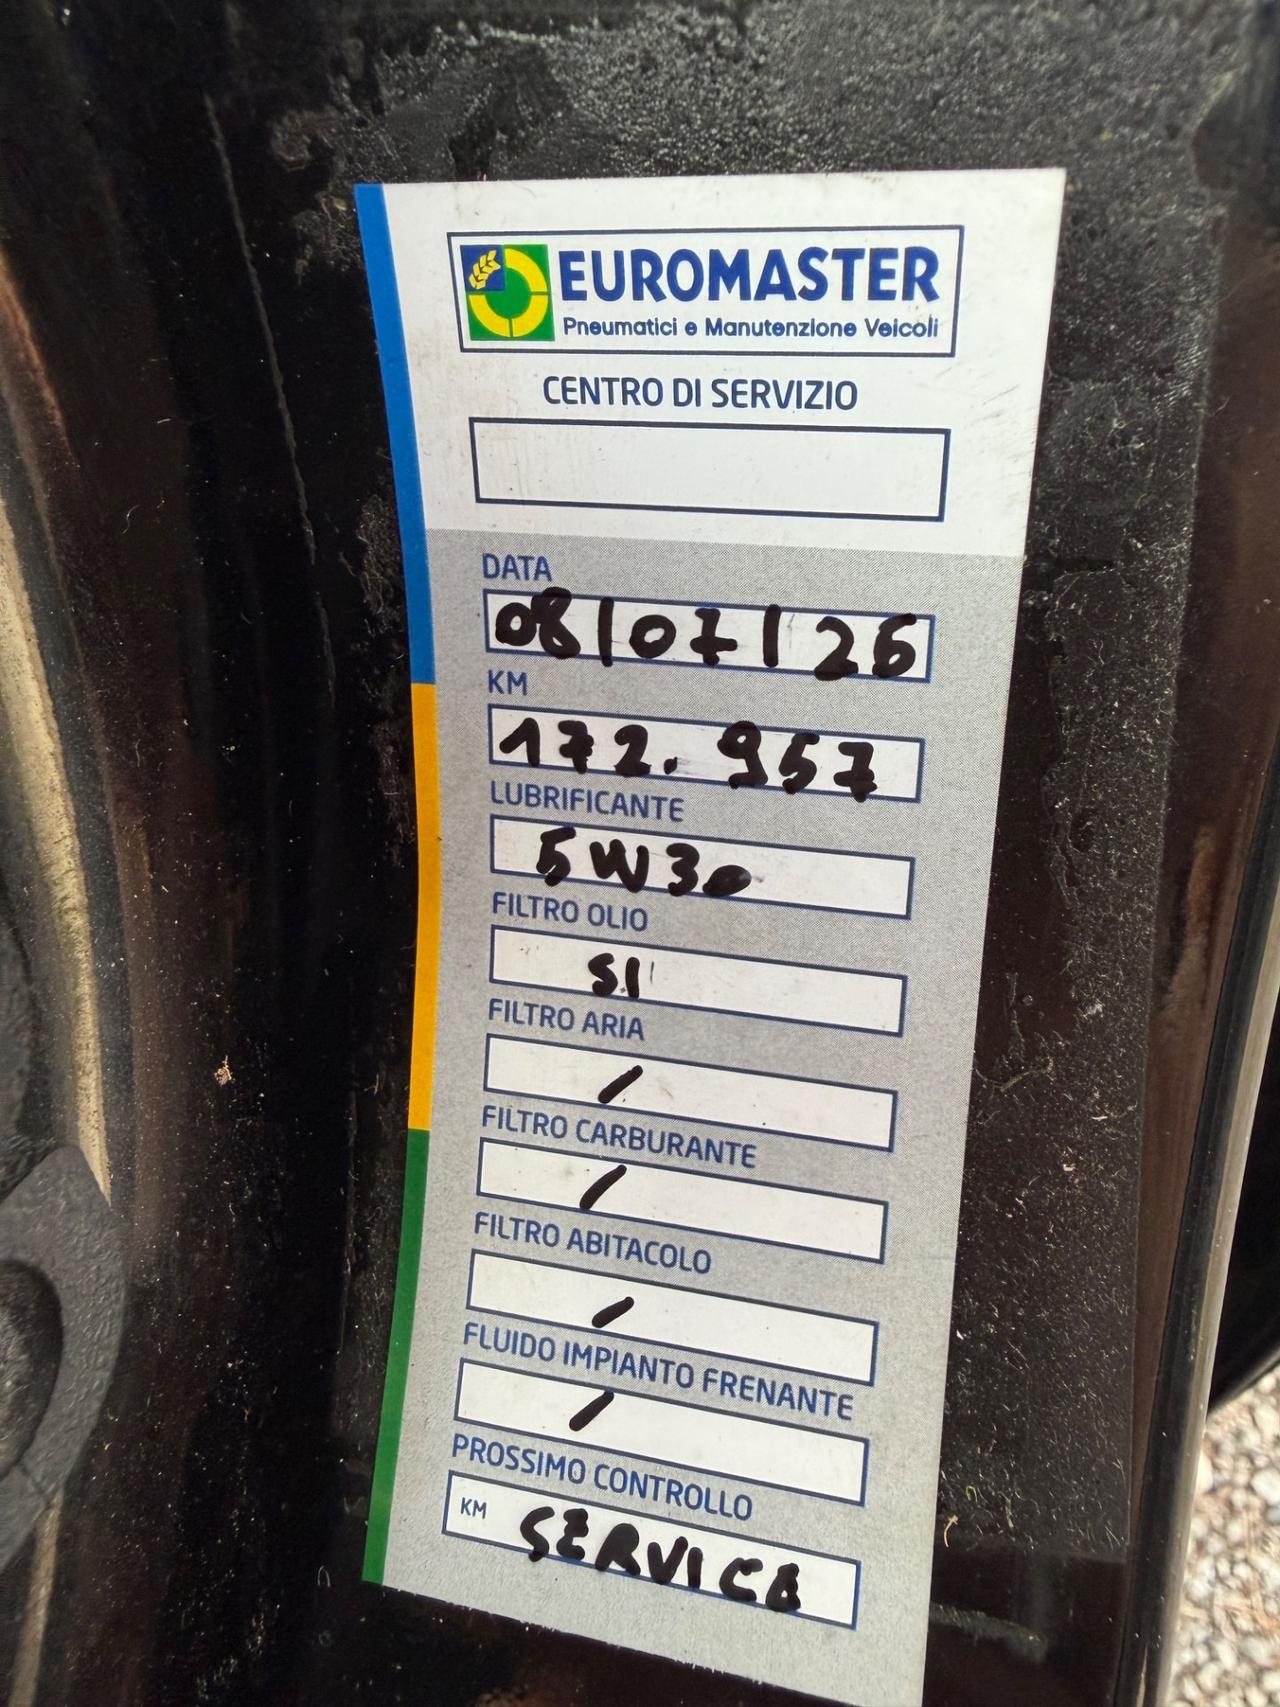 EUROMASTER
Pneumatici e Manutenzione Veicoli
CENTRO DI SERVIZIO
DATA
08/07/26
KM
172.957
LUBRIFICANTE
5W30
FILTRO OLIO
SI
FILTRO ARIA
/
FILTRO CARBURANTE
/
FILTRO ABITACOLO
/
FLUIDO IMPIANTO FRENANTE
/
PROSSIMO CONTROLLO
KM SERVICE